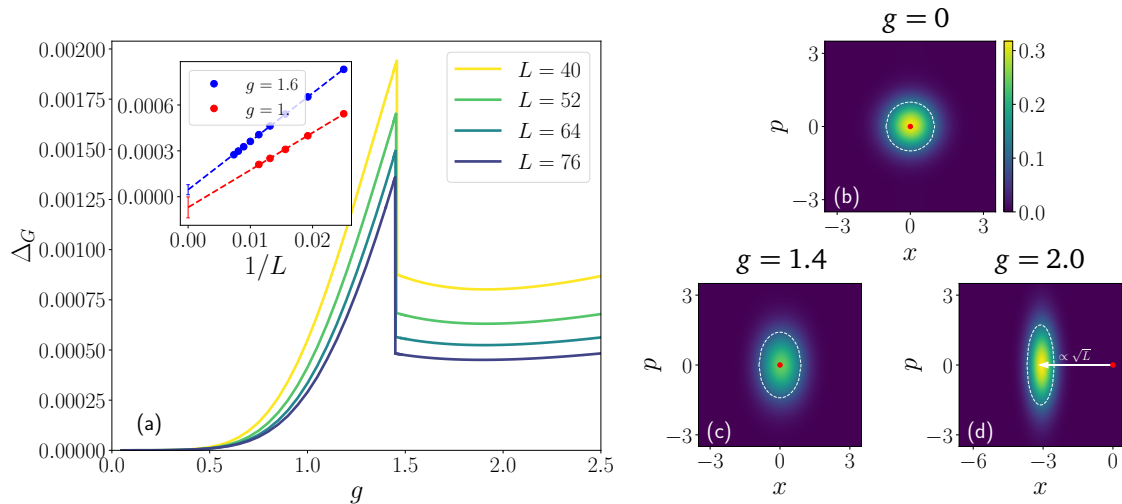 0.00200
0.00175
0.00150
0.00125
0.00100
0.00075
0.00050
0.00025
0.00000
Δ_G
0.0
0.5
1.0
1.5
2.0
2.5
g
(a)
0.0006
0.0003
0.0000
0.00
0.01
0.02
1/L
g = 1.6
g = 1.
L = 40
L = 52
L = 64
L = 76
g = 0
3
0
−3
p
−3
0
3
x
(b)
0.3
0.2
0.1
0.0
g = 1.4
3
0
−3
p
−3
0
3
x
(c)
g = 2.0
3
0
−3
p
−6
−3
0
x
(d)
∝ √L